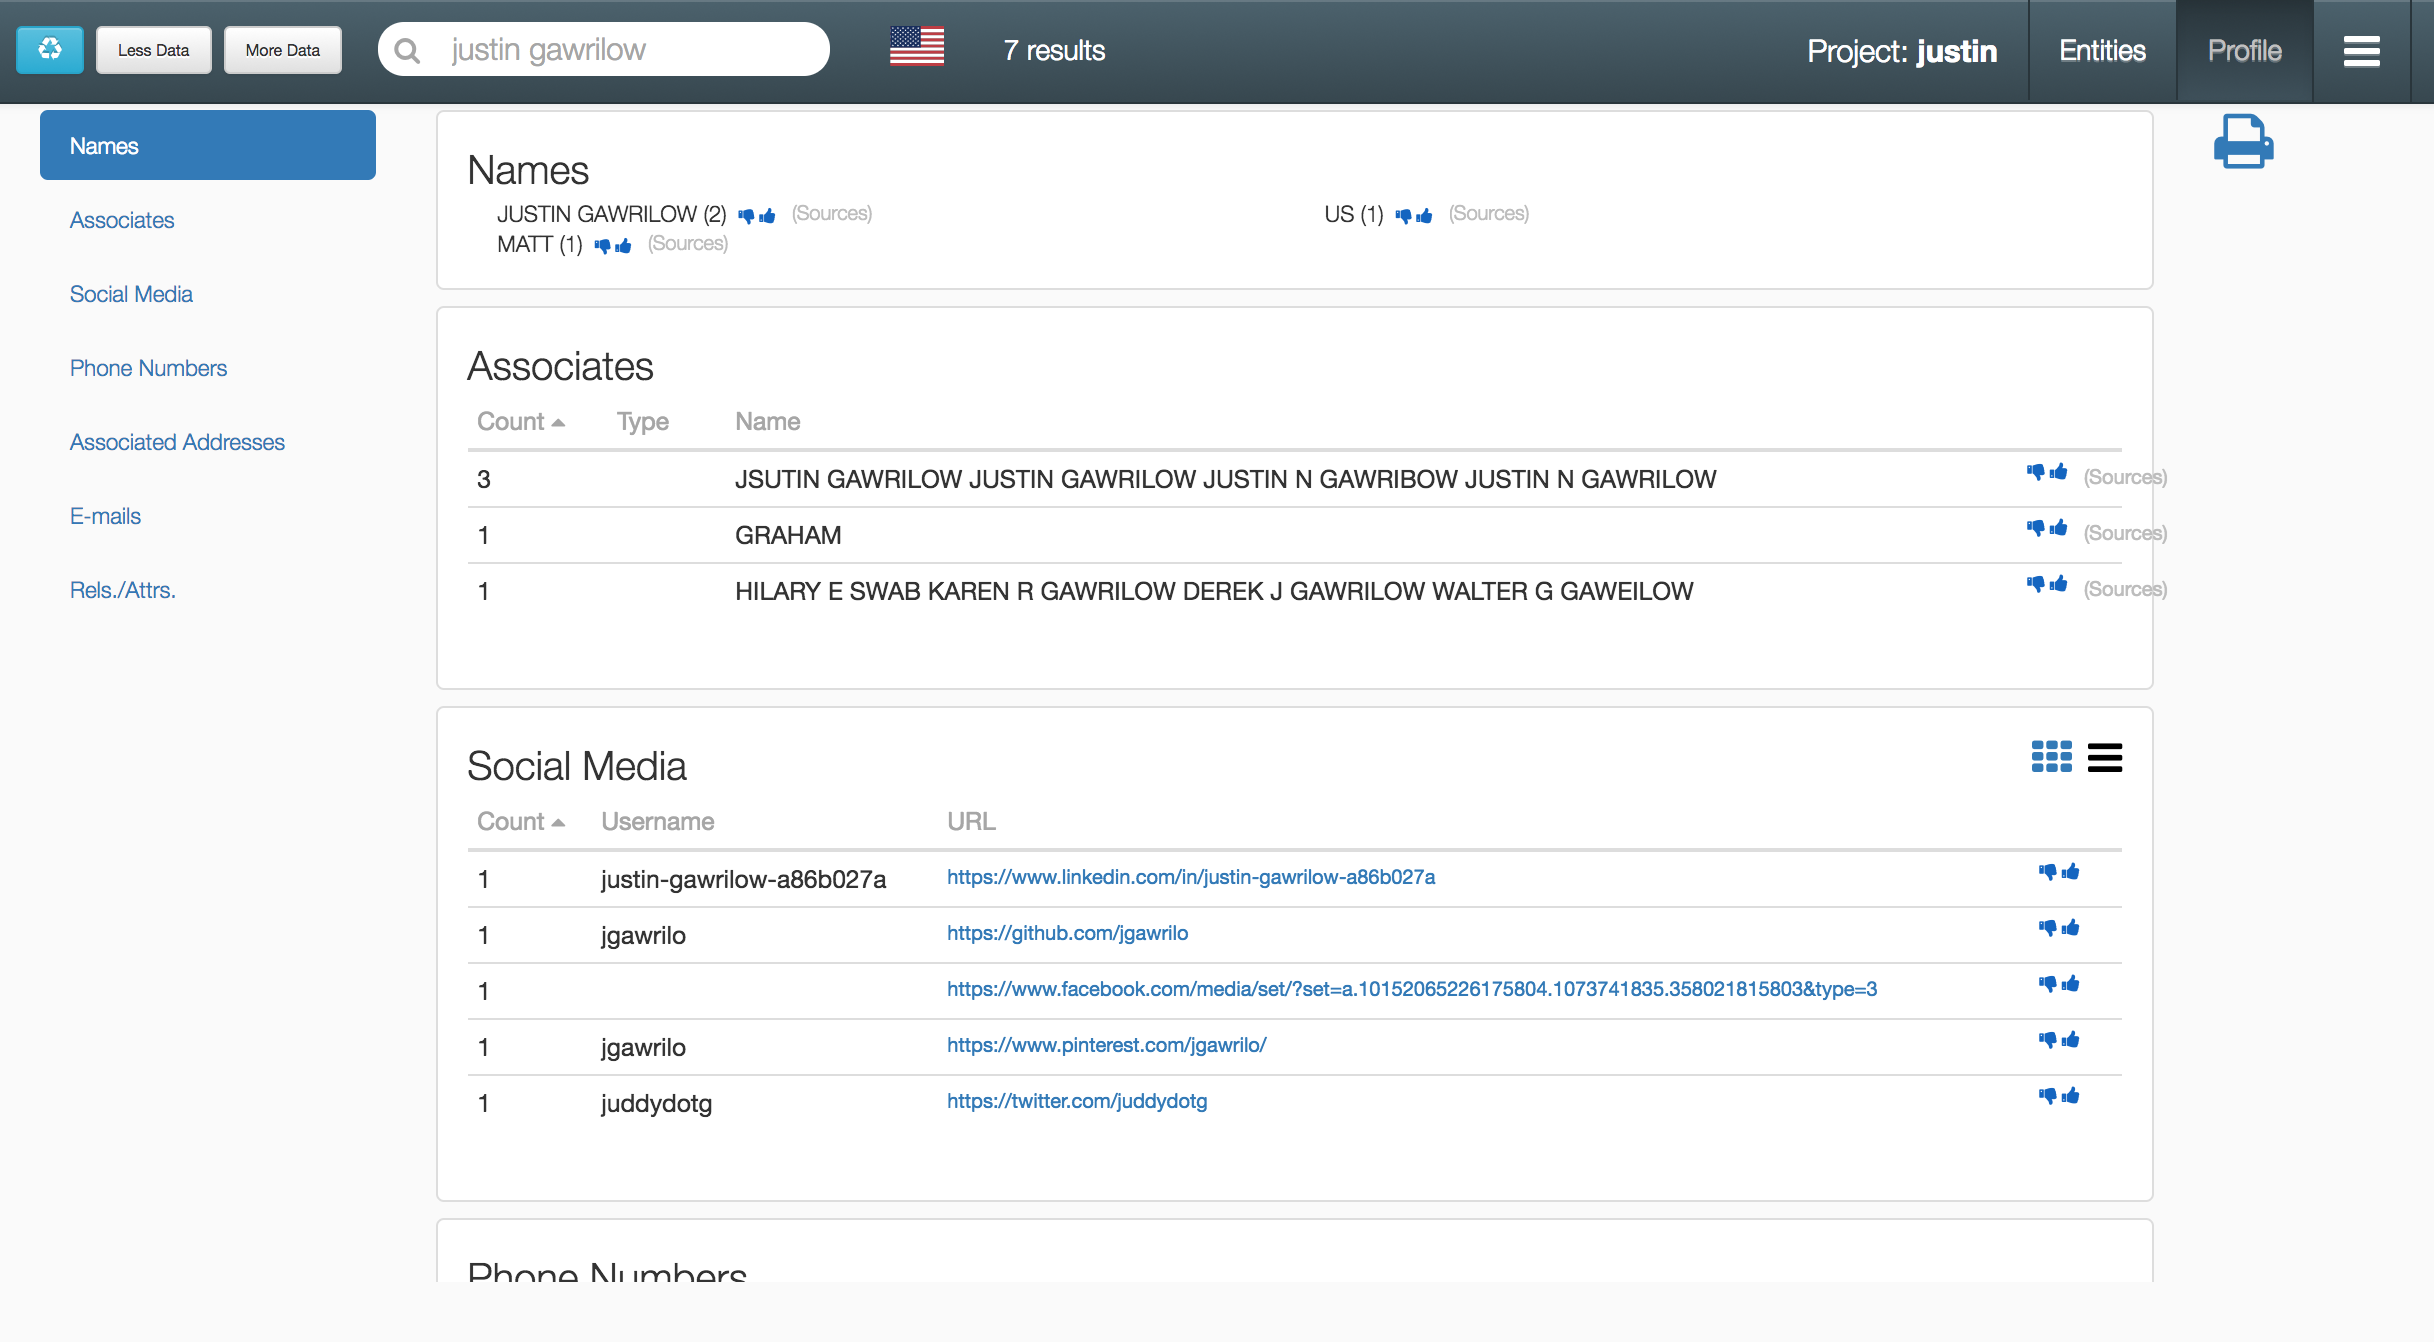 Less Data
More Data
justin gawrilow
7 results
Project: justin
Entities
Profile
Names
Associates
Social Media
Phone Numbers
Associated Addresses
E-mails
Rels./Attrs.
Names
JUSTIN GAWRILOW (2) (Sources)
US (1) (Sources)
MATT (1) (Sources)
Associates
Count Type Name
3 JSUTIN GAWRILOW JUSTIN GAWRILOW JUSTIN N GAWRIBOW JUSTIN N GAWRILOW (Sources)
1 GRAHAM (Sources)
1 HILARY E SWAB KAREN R GAWRILOW DEREK J GAWRILOW WALTER G GAWEILOW (Sources)
Social Media
Count Username URL
1 justin-gawrilow-a86b027a https://www.linkedin.com/in/justin-gawrilow-a86b027a
1 jgawrilo https://github.com/jgawrilo
1 https://www.facebook.com/media/set/?set=a.10152065226175804.1073741835.358021815803&type=3
1 jgawrilo https://www.pinterest.com/jgawrilo/
1 juddydotg https://twitter.com/juddydotg
Phone Numbers